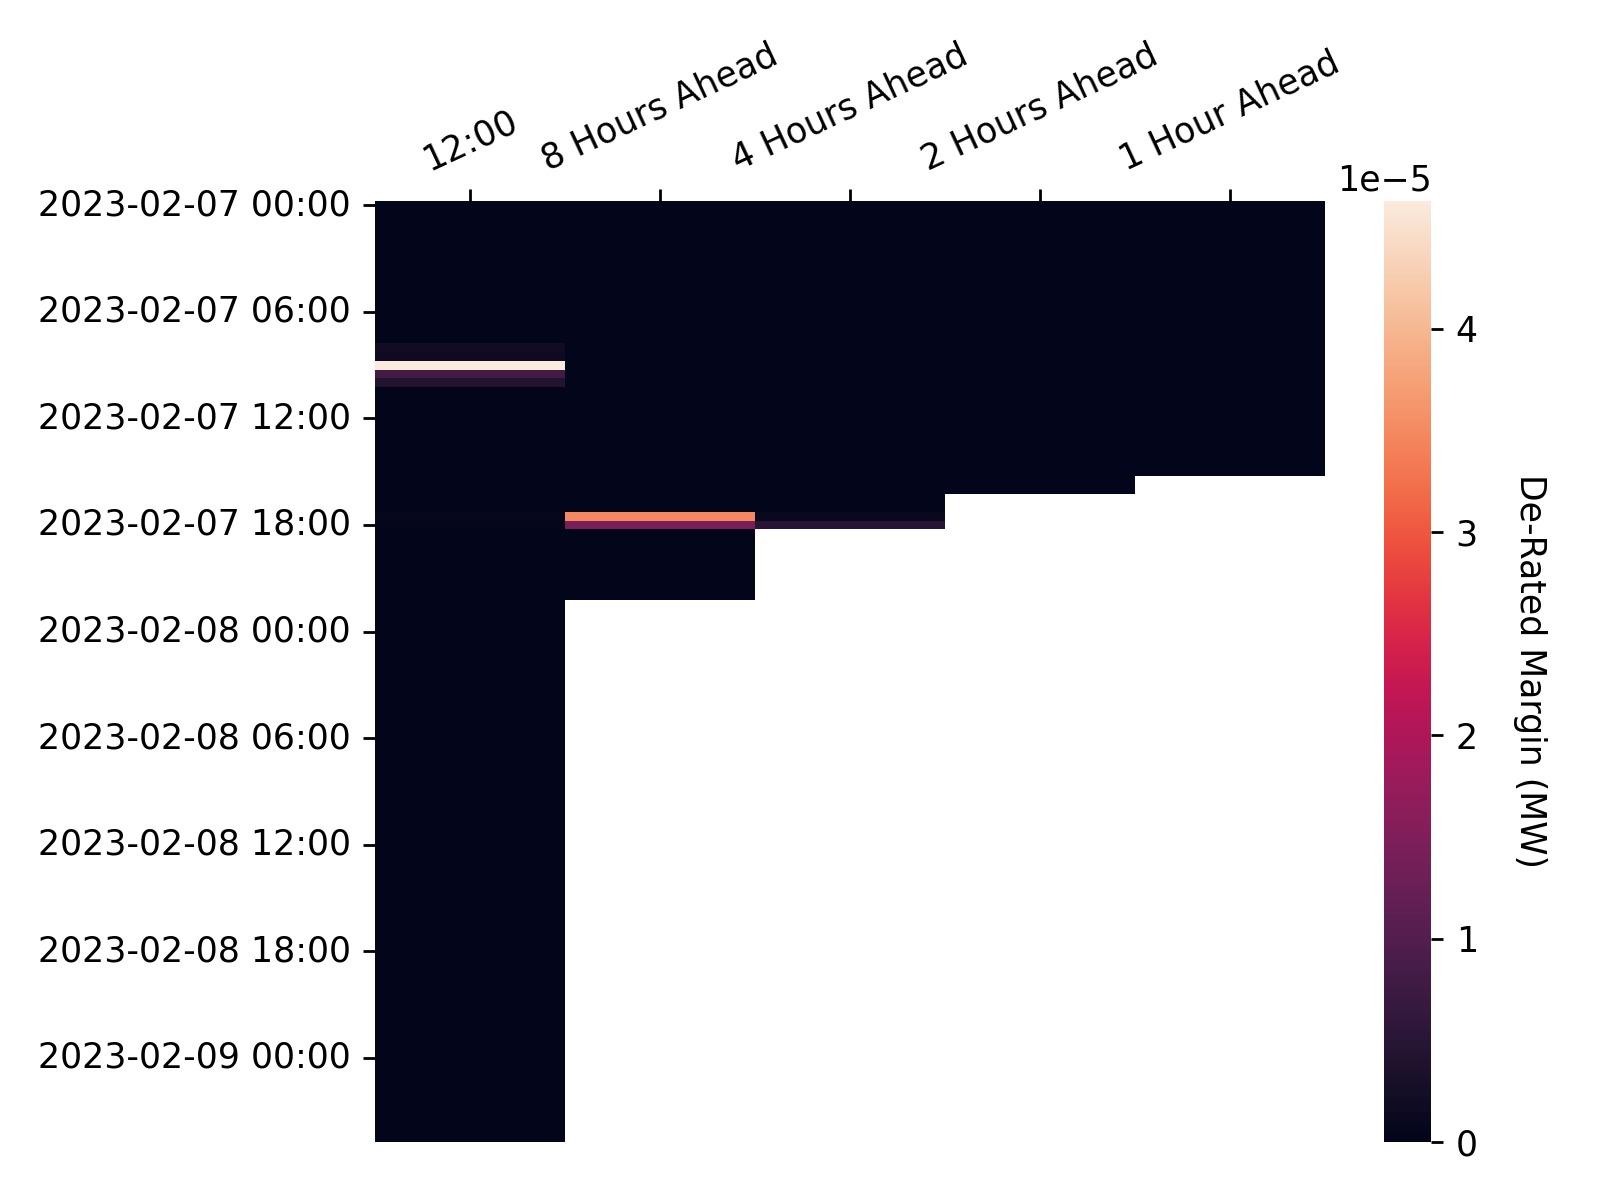 12:00
8 Hours Ahead
4 Hours Ahead
2 Hours Ahead
1 Hour Ahead
1e−5
2023-02-07 00:00
2023-02-07 06:00
2023-02-07 12:00
2023-02-07 18:00
2023-02-08 00:00
2023-02-08 06:00
2023-02-08 12:00
2023-02-08 18:00
2023-02-09 00:00
4
3
2
1
0
De-Rated Margin (MW)